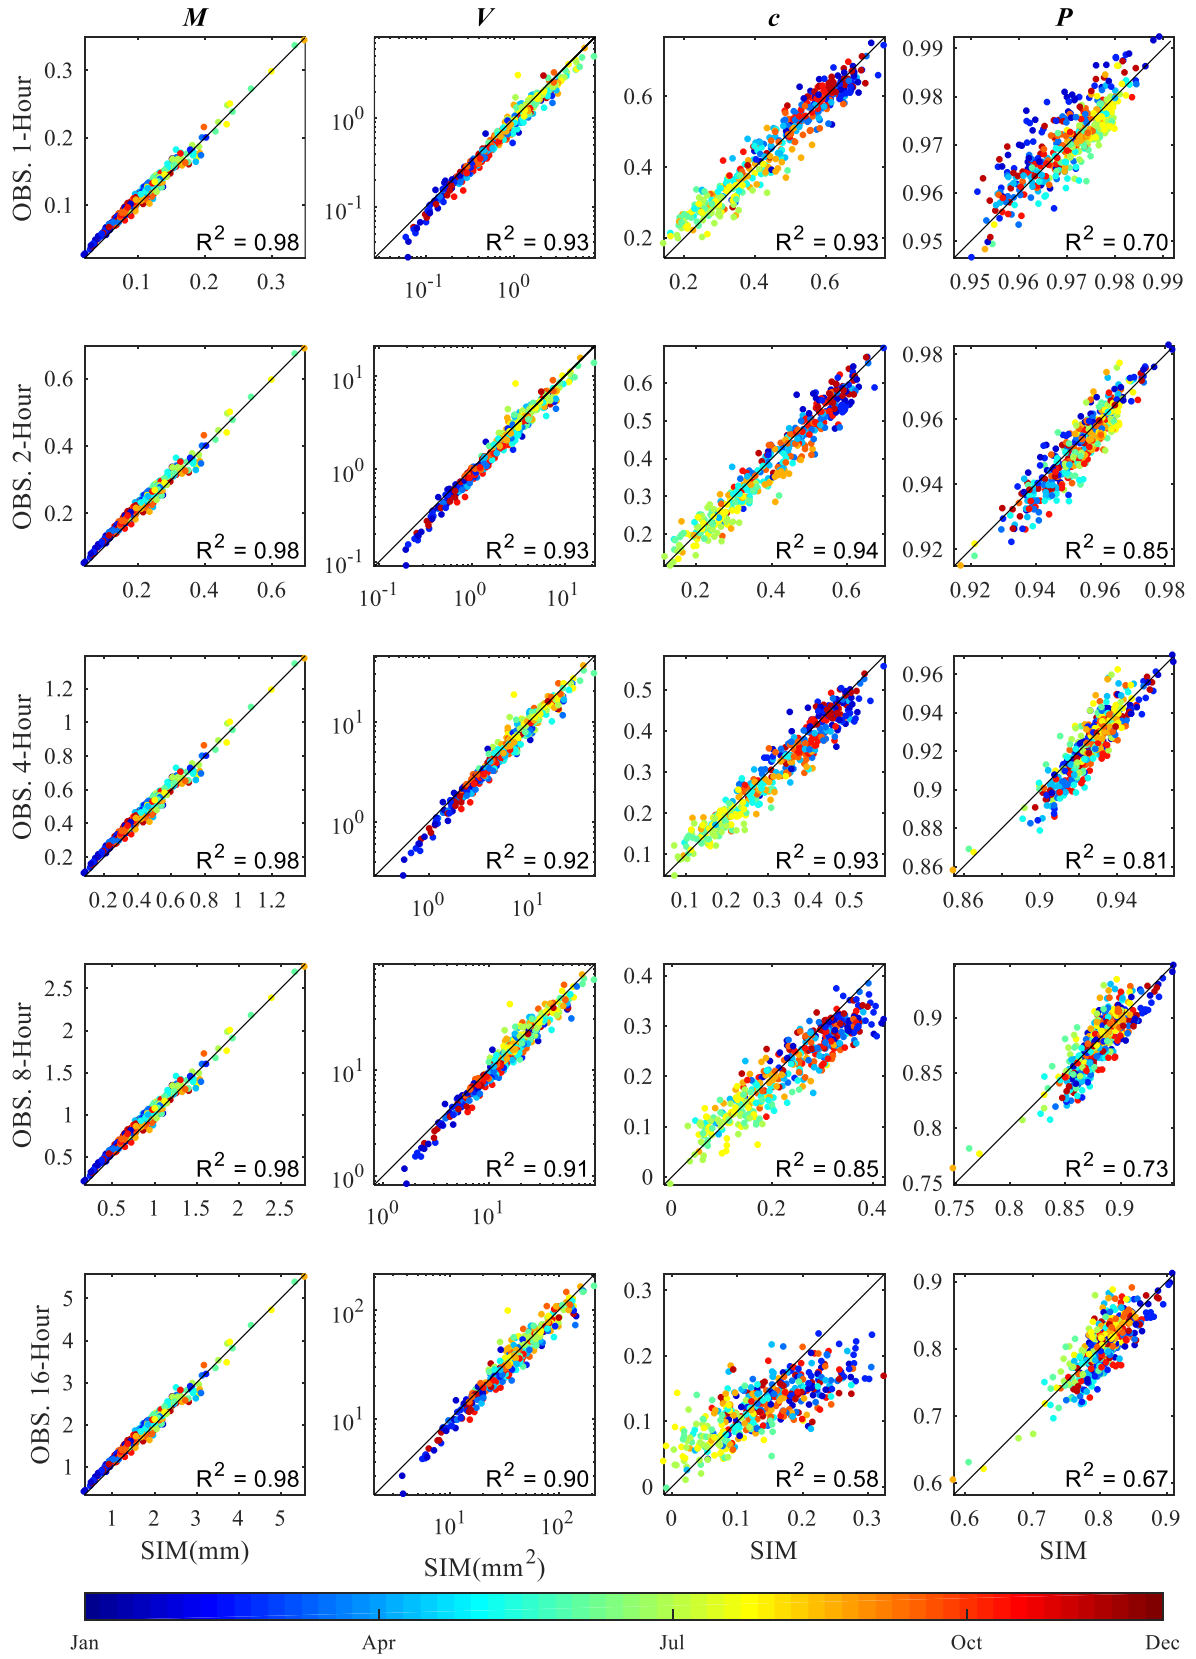 M V c P
OBS. 1-Hour
0.3
0.2
0.1
R² = 0.98
0.1 0.2 0.3
10⁰
10⁻¹
R² = 0.93
10⁻¹ 10⁰
0.6
0.4
0.2
R² = 0.93
0.2 0.4 0.6
0.99
0.98
0.97
0.96
0.95
R² = 0.70
0.95 0.96 0.97 0.98 0.99
OBS. 2-Hour
0.6
0.4
0.2
R² = 0.98
0.2 0.4 0.6
10¹
10⁰
10⁻¹
R² = 0.93
10⁻¹ 10⁰ 10¹
0.6
0.5
0.4
0.3
0.2
R² = 0.94
0.2 0.4 0.6
0.98
0.96
0.94
0.92
R² = 0.85
0.92 0.94 0.96 0.98
OBS. 4-Hour
1.2
1
0.8
0.6
0.4
0.2
R² = 0.98
0.2 0.4 0.6 0.8 1 1.2
10¹
10⁰
R² = 0.92
10⁰ 10¹
0.5
0.4
0.3
0.2
0.1
R² = 0.93
0.1 0.2 0.3 0.4 0.5
0.96
0.94
0.92
0.9
0.88
0.86
R² = 0.81
0.86 0.9 0.94
OBS. 8-Hour
2.5
2
1.5
1
0.5
R² = 0.98
0.5 1 1.5 2 2.5
10¹
10⁰
R² = 0.91
10⁰ 10¹
0.4
0.3
0.2
0.1
0
R² = 0.85
0 0.2 0.4
0.9
0.85
0.8
0.75
R² = 0.73
0.75 0.8 0.85 0.9
OBS. 16-Hour
5
4
3
2
1
R² = 0.98
1 2 3 4 5
SIM(mm)
10²
10¹
R² = 0.90
10¹ 10²
SIM(mm²)
0.3
0.2
0.1
0
R² = 0.58
0 0.1 0.2 0.3
SIM
0.9
0.8
0.7
0.6
R² = 0.67
0.6 0.7 0.8 0.9
SIM
Jan Apr Jul Oct Dec